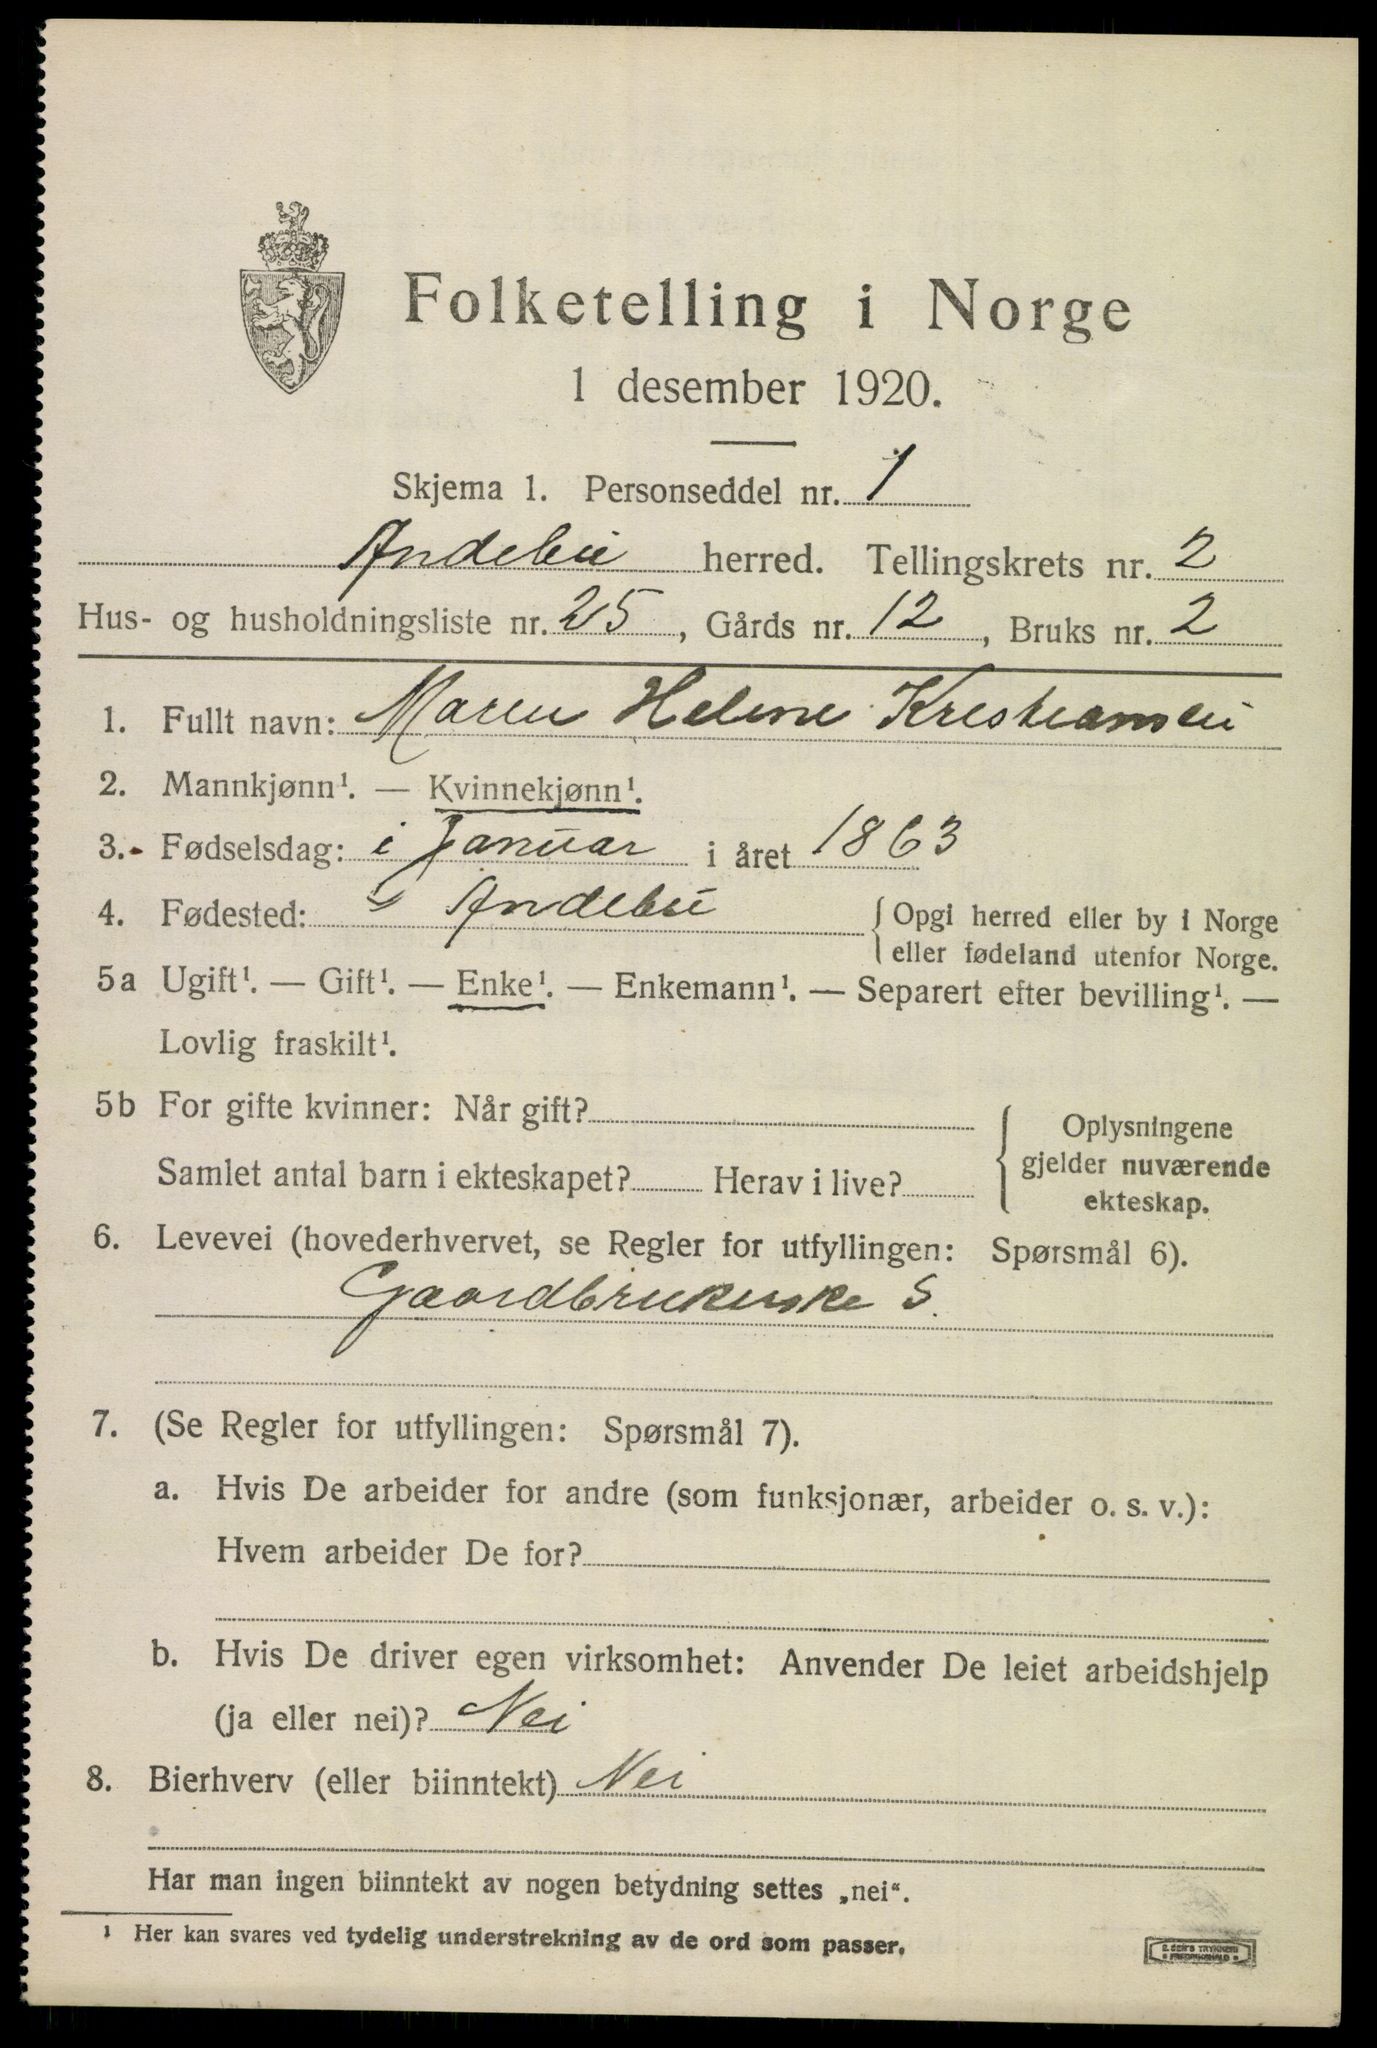 Folketelling i Norge
1 desember 1920.
Skjema 1. Personseddel nr. 1
Andebu herred. Tellingskrets nr. 2
Hus- og husholdningsliste nr. 25, Gårds nr. 12, Bruks nr. 2
1. Fullt navn: Maren Helene Kristiansen
2. Mannkjønn¹. — Kvinnekjønn¹.
3. Fødselsdag: i Januar i året 1863
4. Fødested: Andebu {Opgi herred eller by i Norge
eller fødeland utenfor Norge.
5a Ugift¹. — Gift¹. — Enke¹. — Enkemann¹. — Separert efter bevilling¹. —
Lovlig fraskilt¹.
5b For gifte kvinner: Når gift?
Samlet antal barn i ekteskapet? Herav i live?
Oplysningene
gjelder nuværende
ekteskap.
6. Levevei (hovederhvervet, se Regler for utfyllingen: Spørsmål 6).
Gaardbrukerske S.
7. (Se Regler for utfyllingen: Spørsmål 7).
a. Hvis De arbeider for andre (som funksjonær, arbeider o. s. v.):
Hvem arbeider De for?
b. Hvis De driver egen virksomhet: Anvender De leiet arbeidshjelp
(ja eller nei)? Nei
8. Bierhverv (eller biinntekt) Nei
Har man ingen biinntekt av nogen betydning settes „nei“.
¹ Her kan svares ved tydelig understrekning av de ord som passer.
E. SEM'S TRYKKERI
FREDRIKSHALD